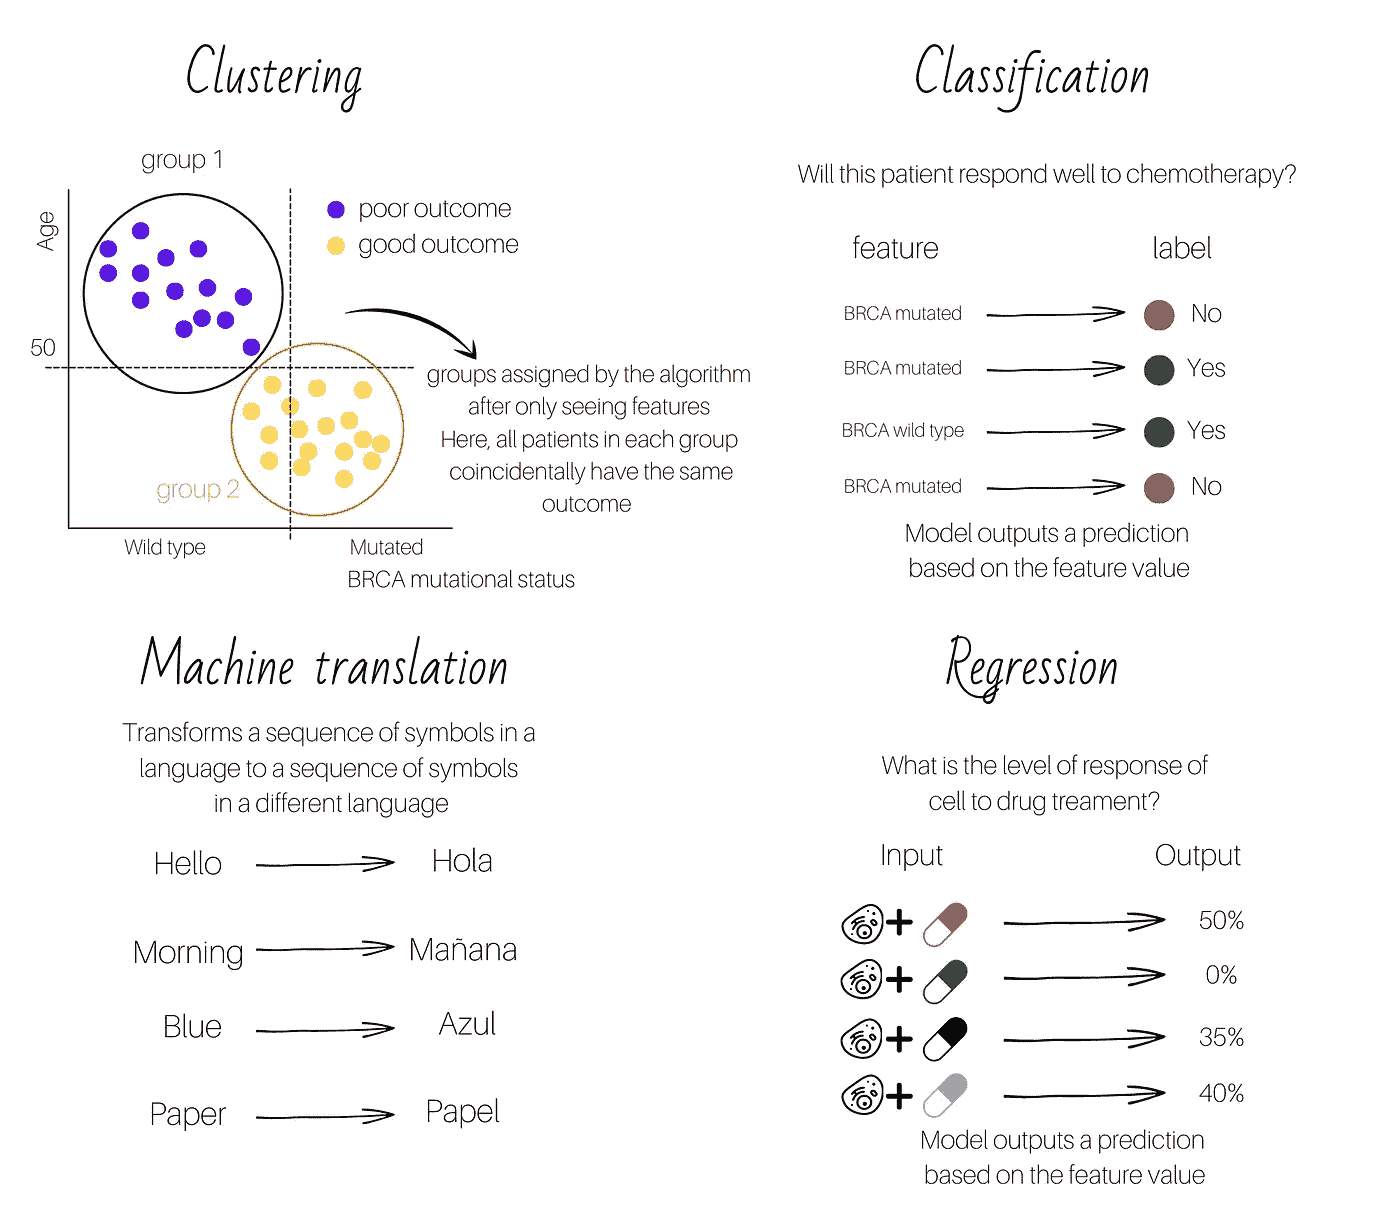 Clustering
group 1
Age
50
poor outcome
good outcome
groups assigned by the algorithm
after only seeing features
Here, all patients in each group
coincidentally have the same
outcome
group 2
Wild type
Mutated
BRCA mutational status
Classification
Will this patient respond well to chemotherapy?
feature
label
BRCA mutated
No
BRCA mutated
Yes
BRCA wild type
Yes
BRCA mutated
No
Model outputs a prediction
based on the feature value
Machine translation
Transforms a sequence of symbols in a
language to a sequence of symbols
in a different language
Hello
Hola
Morning
Mañana
Blue
Azul
Paper
Papel
Regression
What is the level of response of
cell to drug treament?
Input
Output
50%
0%
35%
40%
Model outputs a prediction
based on the feature value